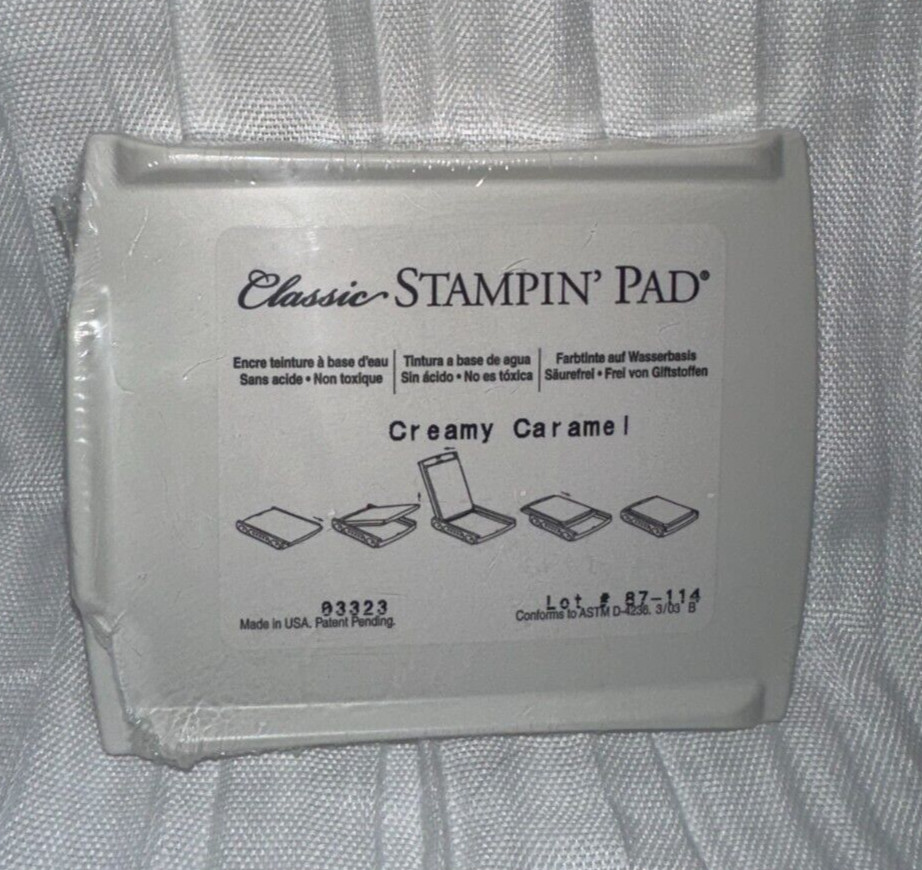 Classic STAMPIN' PAD®
Encre teinture à base d'eau
Sans acide • Non toxique
Tintura a base de agua
Sin ácido • No es tóxica
Farbtinte auf Wasserbasis
Säurefrei • Frei von Giftstoffen
Creamy Caramel
03323
Made in USA. Patent Pending.
Lot # 87-114
Conforms to ASTM D-4236. 3/03 B